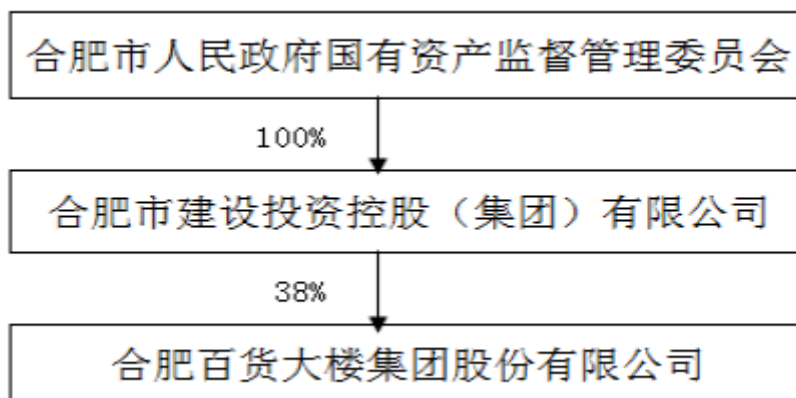 合肥市人民政府国有资产监督管理委员会
100%
合肥市建设投资控股（集团）有限公司
38%
合肥百货大楼集团股份有限公司